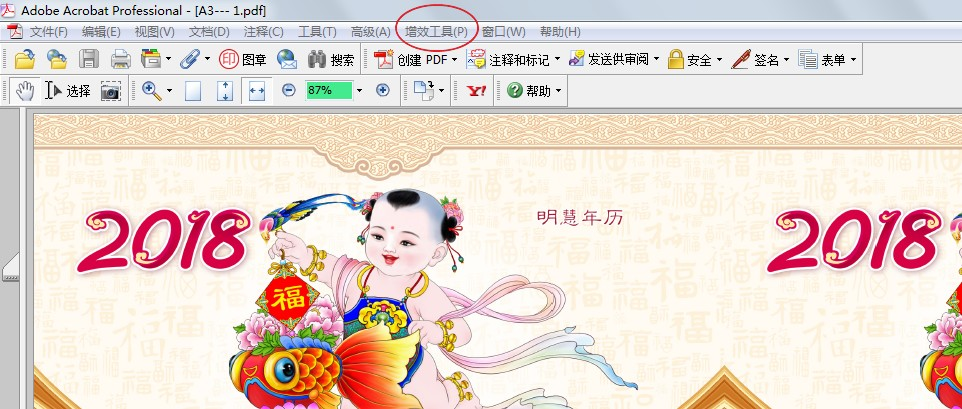 Adobe Acrobat Professional - [A3--- 1.pdf]
文件(F) 编辑(E) 视图(V) 文档(D) 注释(C) 工具(T) 高级(A) 增效工具(P) 窗口(W) 帮助(H)
印 图章 搜索 创建 PDF 注释和标记 发送供审阅 安全 签名 表单
选择 87% Y! 帮助
2018 明慧年历 2018
福